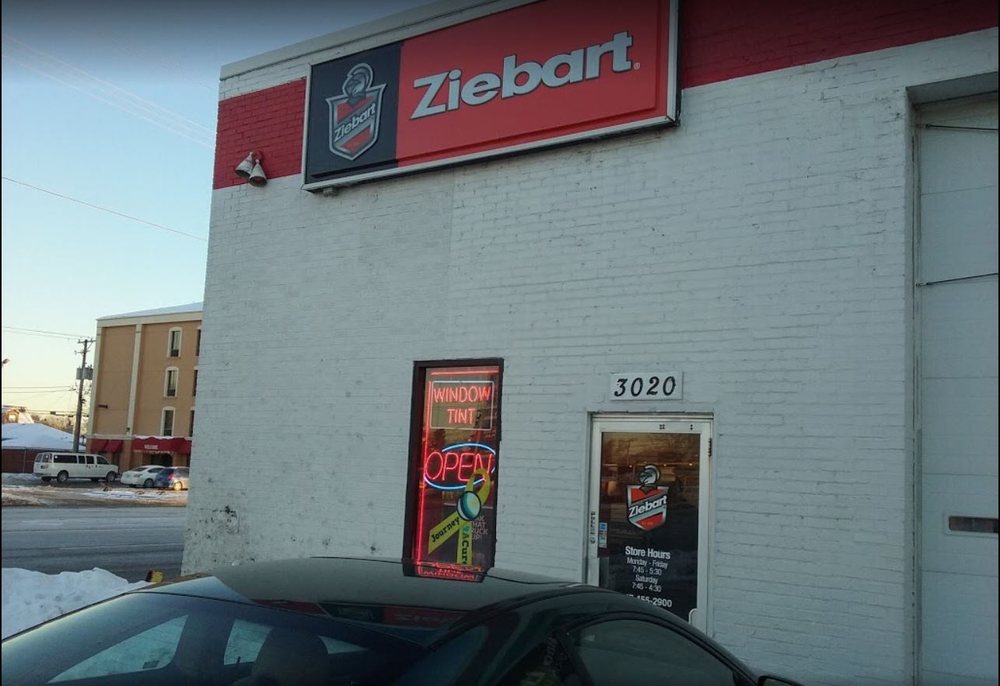 Ziebart
Ziebart
WINDOW
TINT
OPEN
Journey
3020
Ziebart
Store Hours
Monday - Friday
7:45 - 5:30
Saturday
7:45 - 4:30